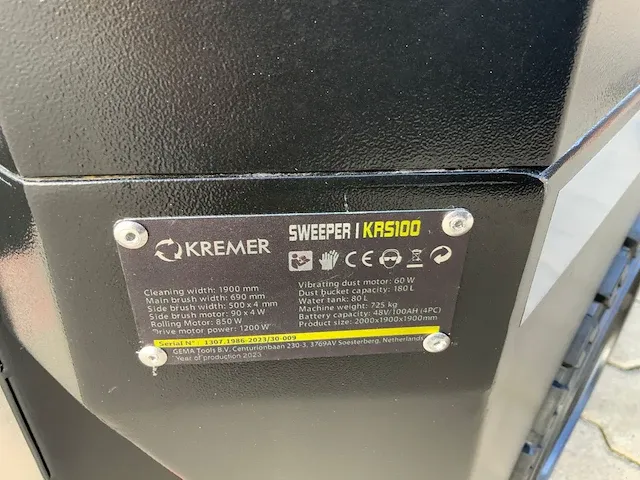 KREMER
SWEEPER | KRS100
CE
Cleaning width: 1900 mm
Main brush width: 690 mm
Side brush width: 500 x 4 mm
Side brush motor: 90 x 4 W
Rolling Motor: 850 W
Drive motor power: 1200 W
Vibrating dust motor: 60 W
Dust bucket capacity: 180 L
Water tank: 80 L
Machine weight: 725 kg
Battery capacity: 48V/100AH (4PC)
Product size: 2000x1900x1900mm
Serial N° : 1307.1986-2023/30-009
GEMA Tools B.V. Centurionbaan 230-3, 3769AV Soesterberg, Netherlands
Year of production 2023